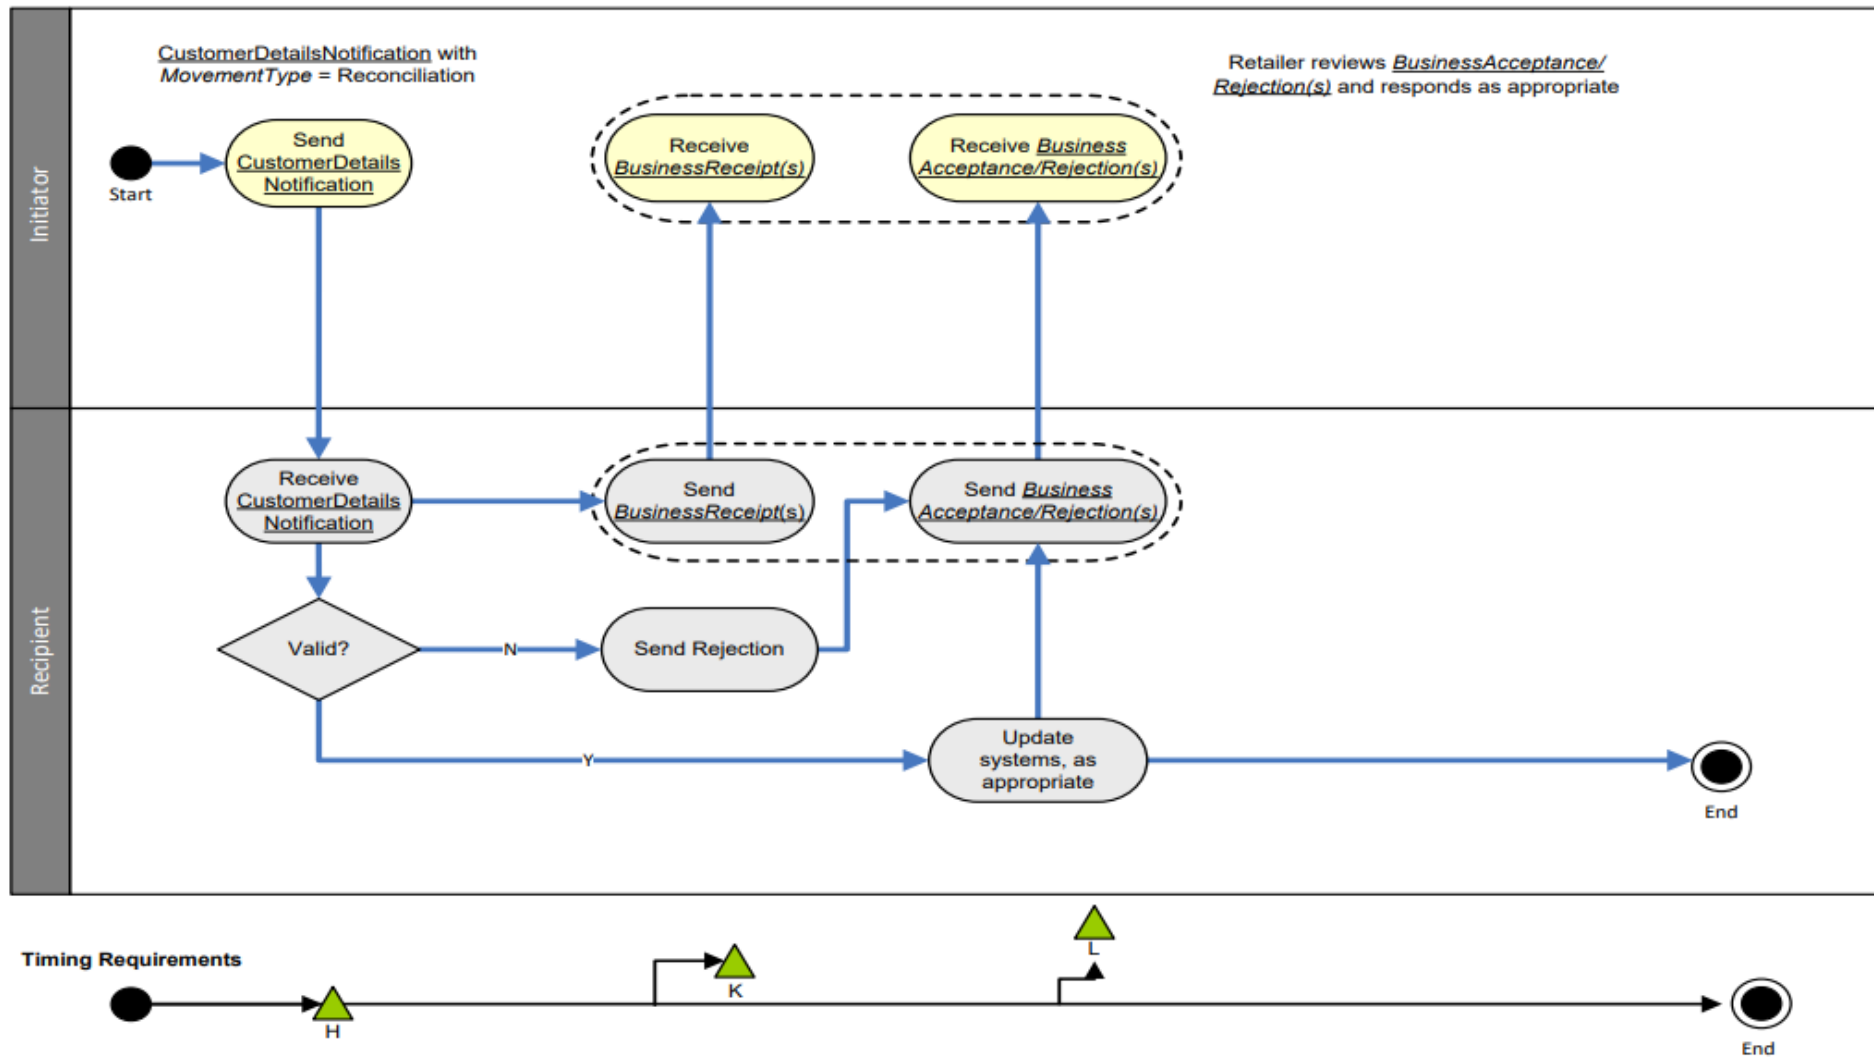 CustomerDetailsNotification with
MovementType = Reconciliation
Retailer reviews BusinessAcceptance/
Rejection(s) and responds as appropriate
Initiator
Start
Send
CustomerDetails
Notification
Receive
BusinessReceipt(s)
Receive Business
Acceptance/Rejection(s)
Recipient
Receive
CustomerDetails
Notification
Send
BusinessReceipt(s)
Send Business
Acceptance/Rejection(s)
Valid?
N
Send Rejection
Y
Update
systems, as
appropriate
End
Timing Requirements
H
K
L
End